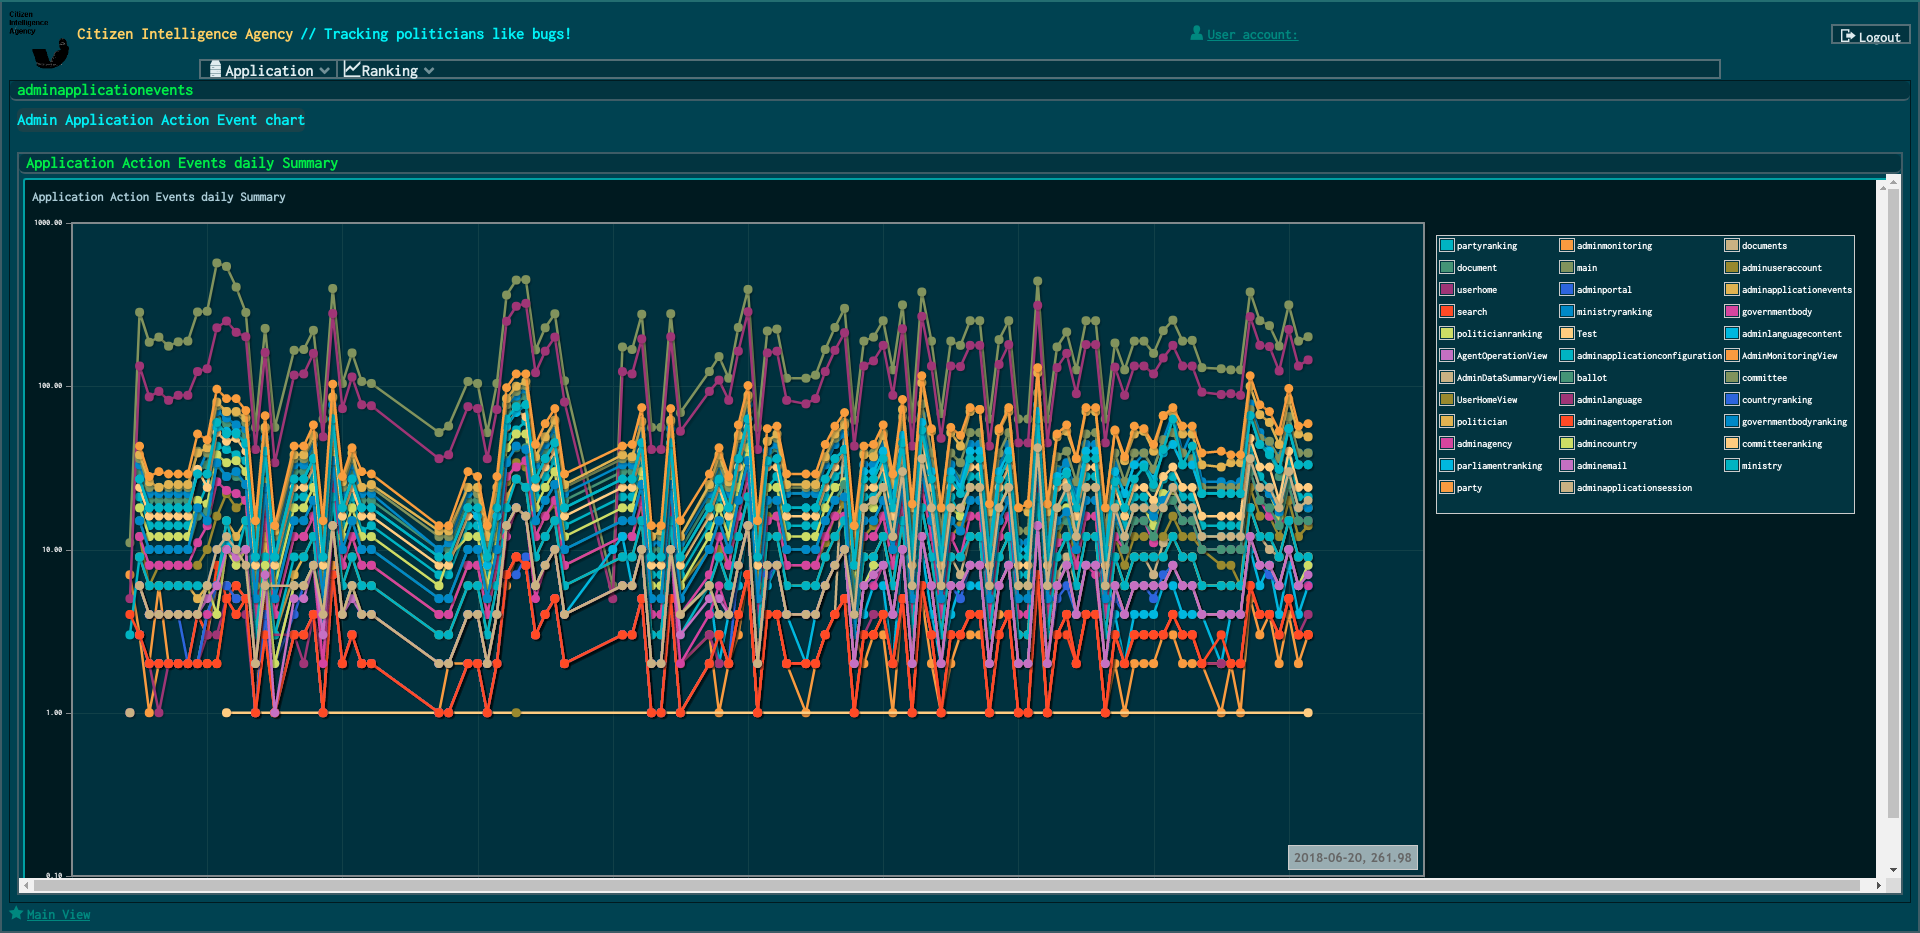 Citizen
Intelligence
Agency
Citizen Intelligence Agency // Tracking politicians like bugs!
User account:
Logout
Application
Ranking
adminapplicationevents
Admin Application Action Event chart
Application Action Events daily Summary
Application Action Events daily Summary
1000.00
100.00
10.00
1.00
0.10
partyranking adminmonitoring documents
document main adminuseraccount
userhome adminportal adminapplicationevents
search ministryranking governmentbody
politicianranking Test adminlanguagecontent
AgentOperationView adminapplicationconfiguration AdminMonitoringView
AdminDataSummaryView ballot committee
UserHomeView adminlanguage countryranking
politician adminagentoperation governmentbodyranking
adminagency admincountry committeeranking
parliamentranking adminemail ministry
party adminapplicationsession
2018-06-20, 261.98
Main View